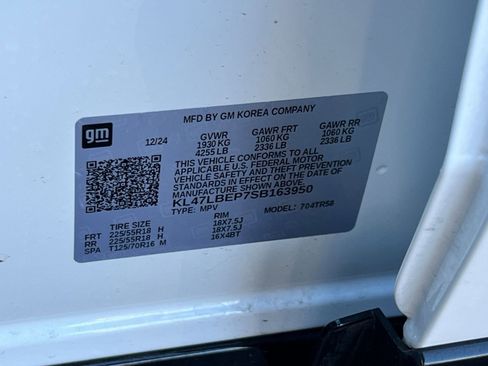 MFD BY GM KOREA COMPANY
gm 12/24 GVWR GAWR FRT GAWR RR
1930 KG 1060 KG 1060 KG
4255 LB 2336 LB 2336 LB
THIS VEHICLE CONFORMS TO ALL
APPLICABLE U.S. FEDERAL MOTOR
VEHICLE SAFETY AND THEFT PREVENTION
STANDARDS IN EFFECT ON THE DATE OF
MANUFACTURE SHOWN ABOVE.
KL47LBEP7SB163950
TYPE: MPV MODEL: 704TR58
TIRE SIZE RIM
FRT 225/55R18 H 18X7.5J
RR 225/55R18 H 18X7.5J
SPA T125/70R16 M 16X4BT